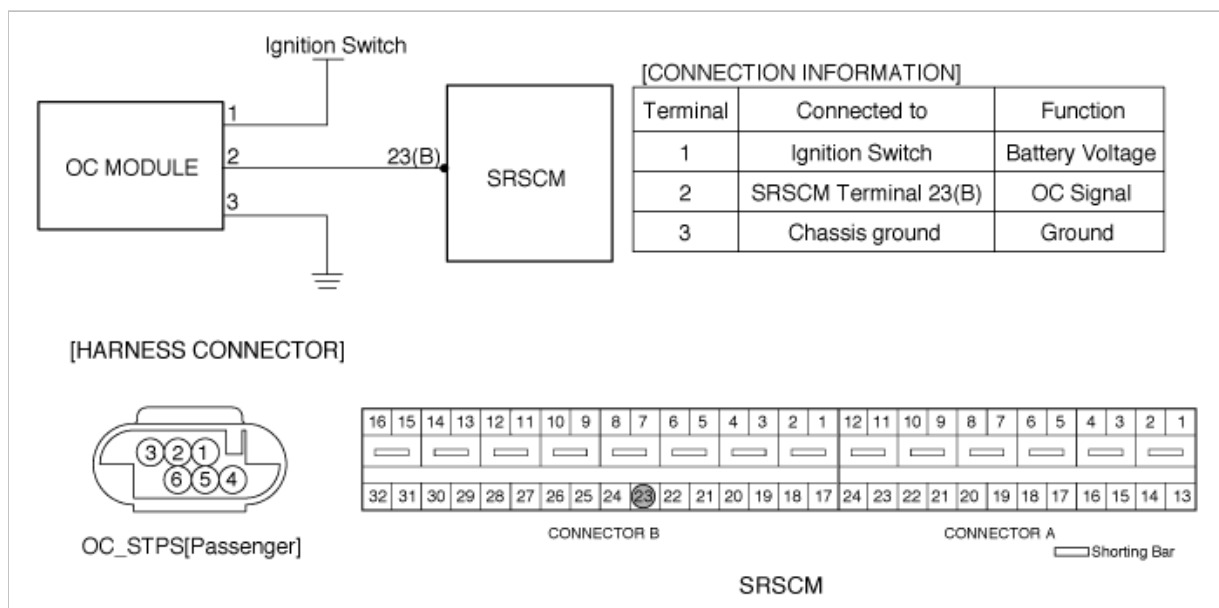 Ignition Switch
OC MODULE
1
2
3
23(B)
SRSCM
[CONNECTION INFORMATION]
Terminal Connected to Function
1 Ignition Switch Battery Voltage
2 SRSCM Terminal 23(B) OC Signal
3 Chassis ground Ground
[HARNESS CONNECTOR]
3 2 1
6 5 4
OC_STPS[Passenger]
16 15 14 13 12 11 10 9 8 7 6 5 4 3 2 1 12 11 10 9 8 7 6 5 4 3 2 1
32 31 30 29 28 27 26 25 24 23 22 21 20 19 18 17 24 23 22 21 20 19 18 17 16 15 14 13
CONNECTOR B CONNECTOR A
Shorting Bar
SRSCM